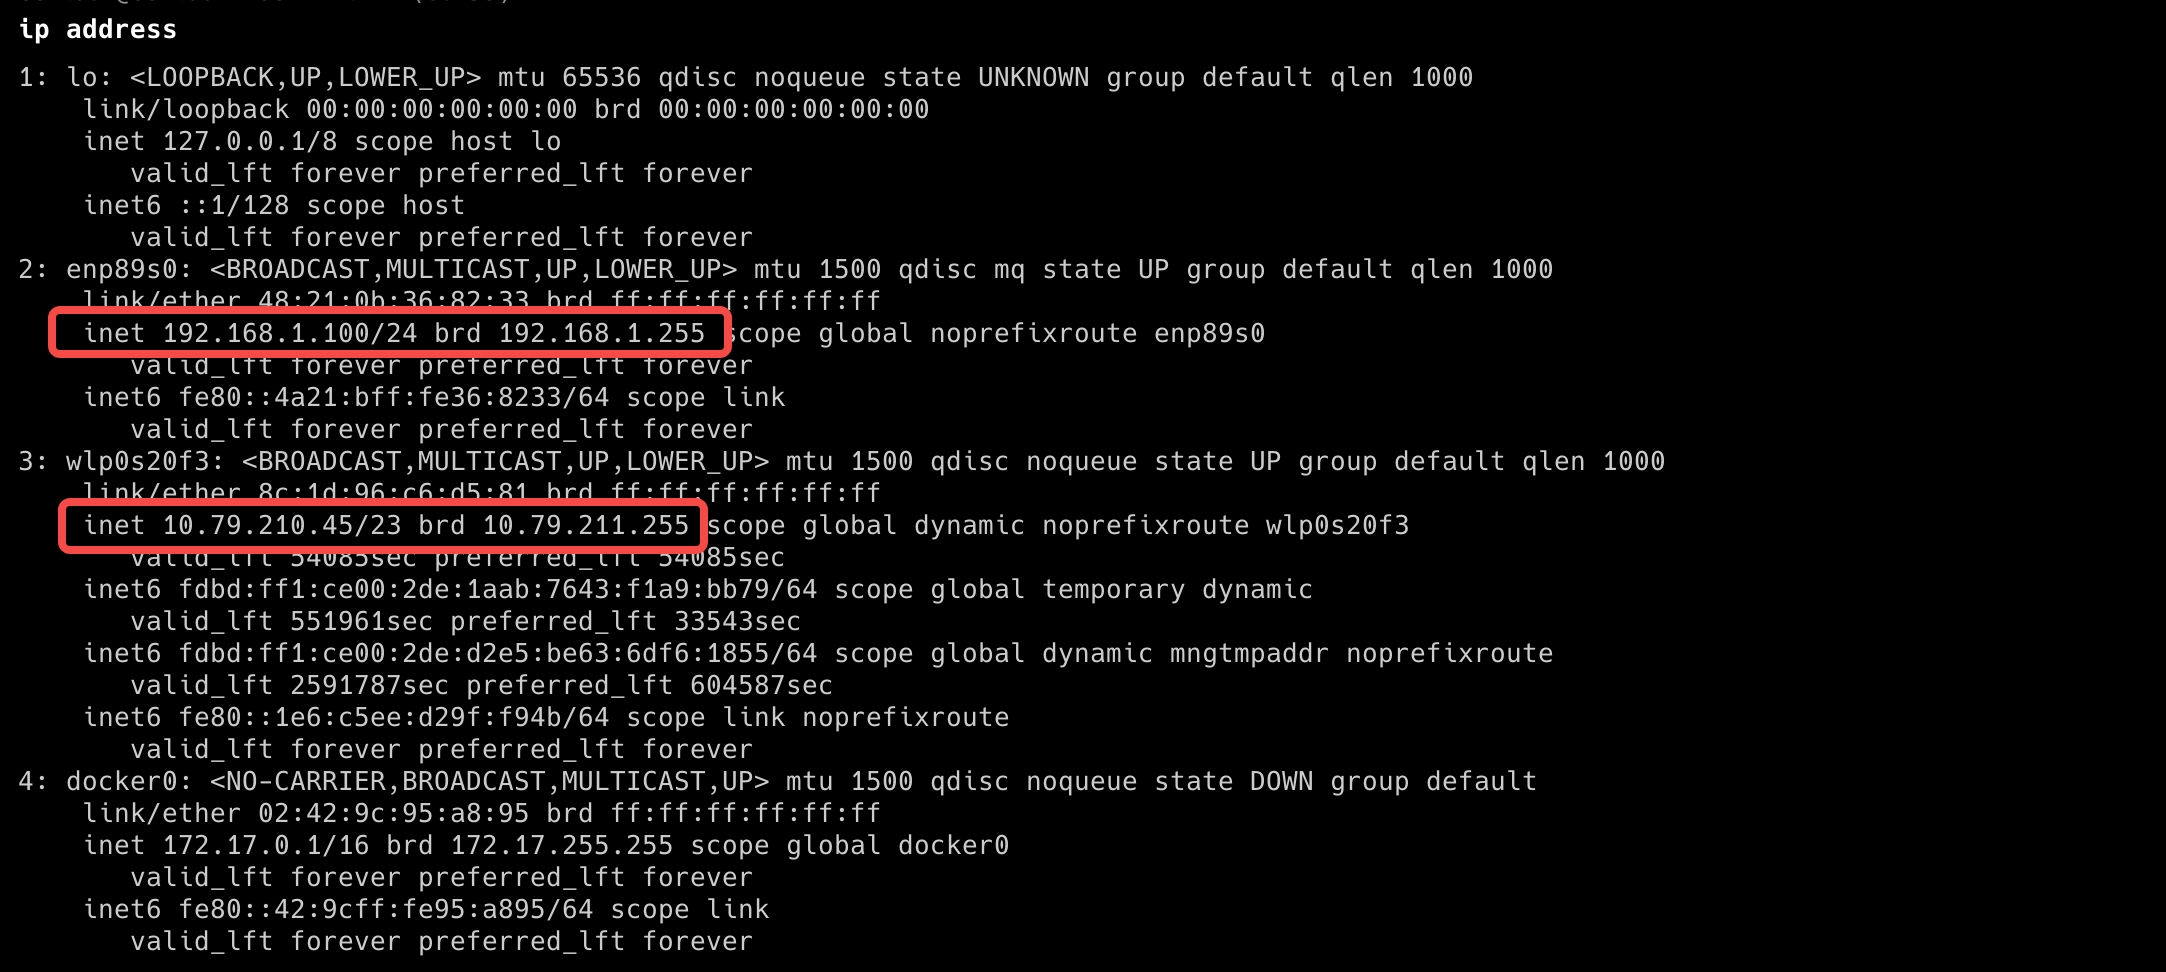 ip address
1: lo: <LOOPBACK,UP,LOWER_UP> mtu 65536 qdisc noqueue state UNKNOWN group default qlen 1000
link/loopback 00:00:00:00:00:00 brd 00:00:00:00:00:00
inet 127.0.0.1/8 scope host lo
valid_lft forever preferred_lft forever
inet6 ::1/128 scope host
valid_lft forever preferred_lft forever
2: enp89s0: <BROADCAST,MULTICAST,UP,LOWER_UP> mtu 1500 qdisc mq state UP group default qlen 1000
link/ether 48:21:0b:36:82:33 brd ff:ff:ff:ff:ff:ff
inet 192.168.1.100/24 brd 192.168.1.255 scope global noprefixroute enp89s0
valid_lft forever preferred_lft forever
inet6 fe80::4a21:bff:fe36:8233/64 scope link
valid_lft forever preferred_lft forever
3: wlp0s20f3: <BROADCAST,MULTICAST,UP,LOWER_UP> mtu 1500 qdisc noqueue state UP group default qlen 1000
link/ether 8c:1d:96:c6:d5:81 brd ff:ff:ff:ff:ff:ff
inet 10.79.210.45/23 brd 10.79.211.255 scope global dynamic noprefixroute wlp0s20f3
valid_lft 54085sec preferred_lft 54085sec
inet6 fdbd:ff1:ce00:2de:1aab:7643:f1a9:bb79/64 scope global temporary dynamic
valid_lft 551961sec preferred_lft 33543sec
inet6 fdbd:ff1:ce00:2de:d2e5:be63:6df6:1855/64 scope global dynamic mngtmpaddr noprefixroute
valid_lft 2591787sec preferred_lft 604587sec
inet6 fe80::1e6:c5ee:d29f:f94b/64 scope link noprefixroute
valid_lft forever preferred_lft forever
4: docker0: <NO-CARRIER,BROADCAST,MULTICAST,UP> mtu 1500 qdisc noqueue state DOWN group default
link/ether 02:42:9c:95:a8:95 brd ff:ff:ff:ff:ff:ff
inet 172.17.0.1/16 brd 172.17.255.255 scope global docker0
valid_lft forever preferred_lft forever
inet6 fe80::42:9cff:fe95:a895/64 scope link
valid_lft forever preferred_lft forever